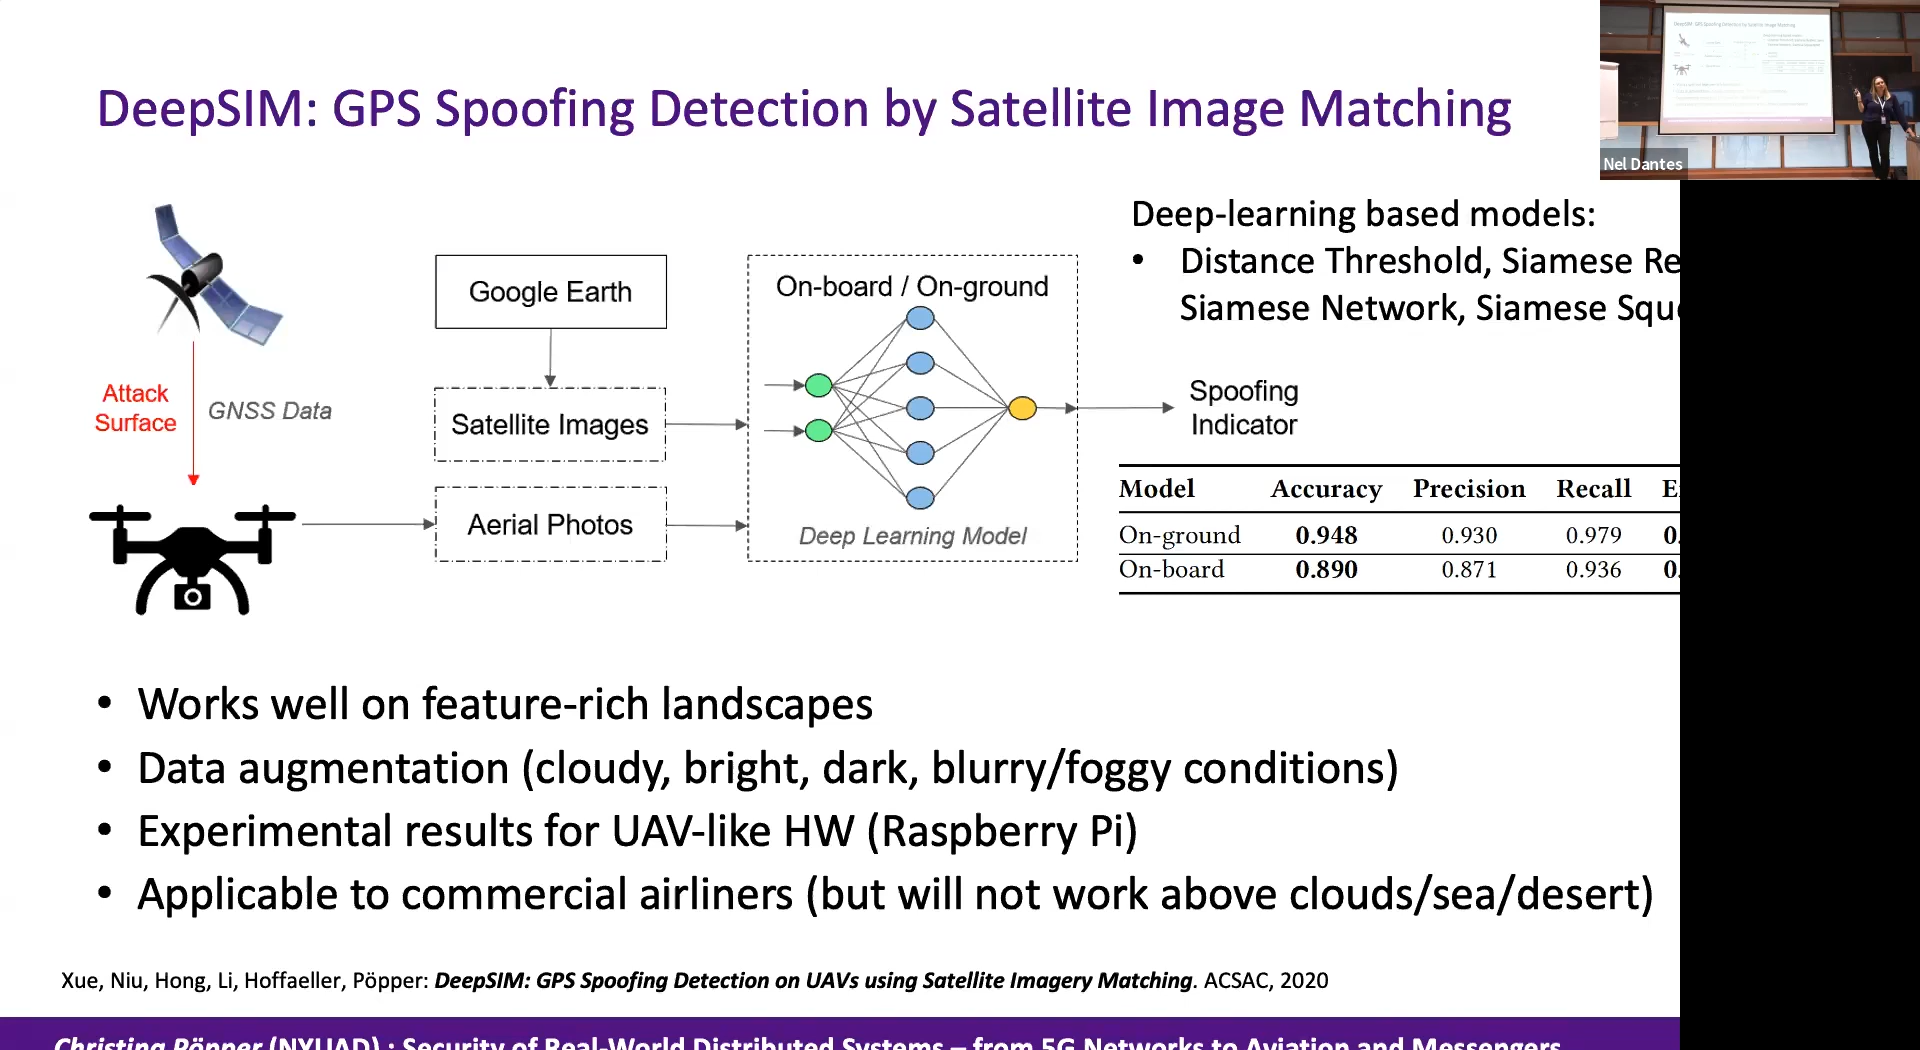 DeepSIM: GPS Spoofing Detection by Satellite Image Matching
Nel Dantes
Deep-learning based models:
• Distance Threshold, Siamese Re
Siamese Network, Siamese Squ
Google Earth
On-board / On-ground
Attack
Surface
GNSS Data
Satellite Images
Aerial Photos
Deep Learning Model
Spoofing
Indicator
Model Accuracy Precision Recall
On-ground 0.948 0.930 0.979 0.
On-board 0.890 0.871 0.936 0.
• Works well on feature-rich landscapes
• Data augmentation (cloudy, bright, dark, blurry/foggy conditions)
• Experimental results for UAV-like HW (Raspberry Pi)
• Applicable to commercial airliners (but will not work above clouds/sea/desert)
Xue, Niu, Hong, Li, Hoffaeller, Pöpper: DeepSIM: GPS Spoofing Detection on UAVs using Satellite Imagery Matching. ACSAC, 2020
Christina Pöpper (NYUAD) : Security of Real-World Distributed Systems – from 5G Networks to Aviation and Messengers